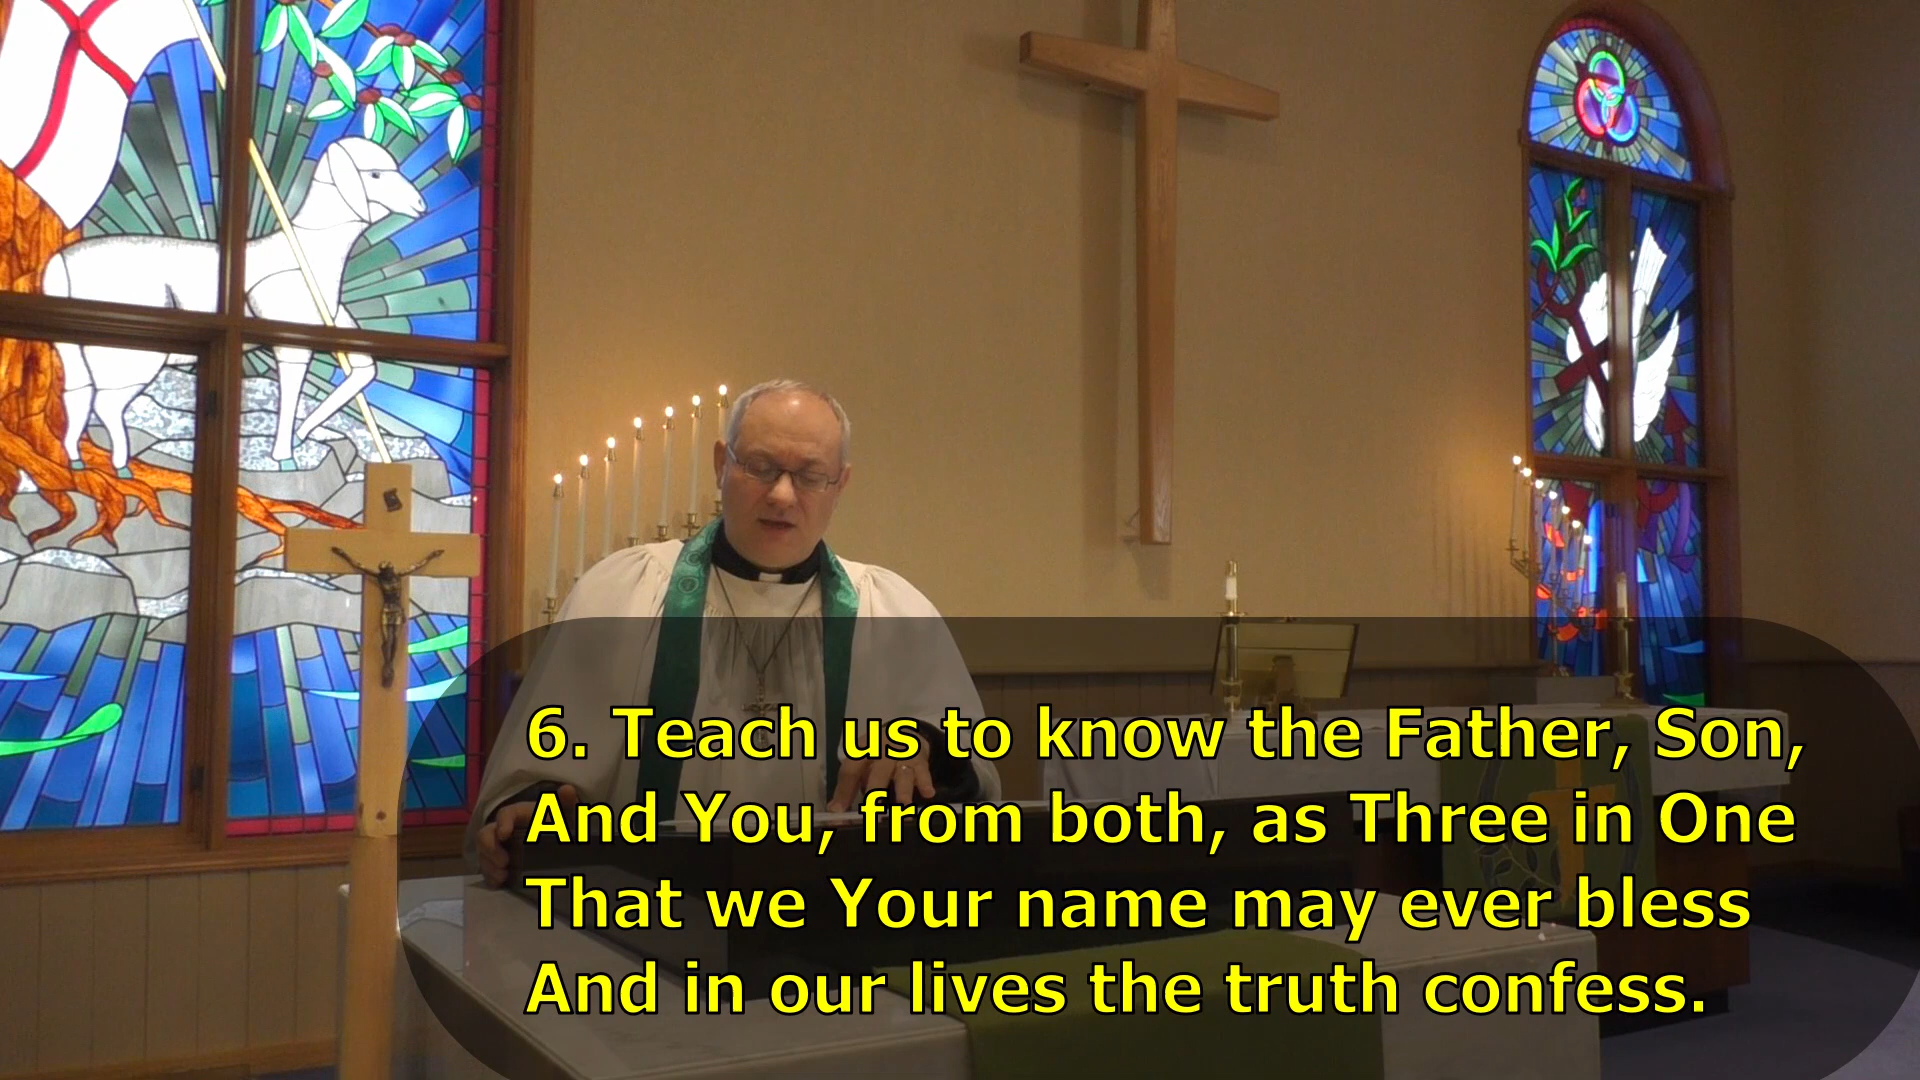 6. Teach us to know the Father, Son,
And You, from both, as Three in One
That we Your name may ever bless
And in our lives the truth confess.